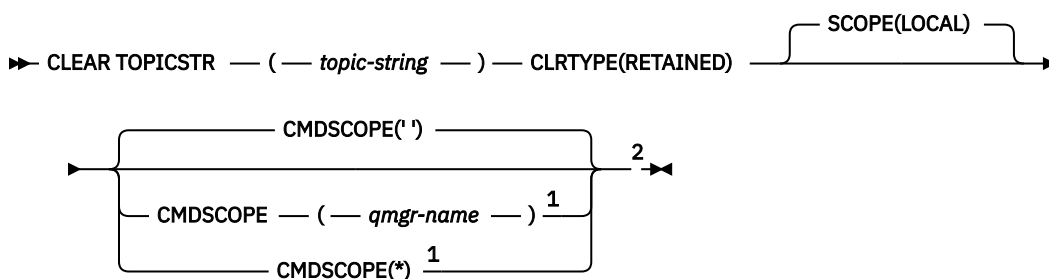 SCOPE(LOCAL)
CLEAR TOPICSTR ( topic-string ) CLRTYPE(RETAINED)
CMDSCOPE(' ')
2
CMDSCOPE ( qmgr-name ) 1
CMDSCOPE(*) 1